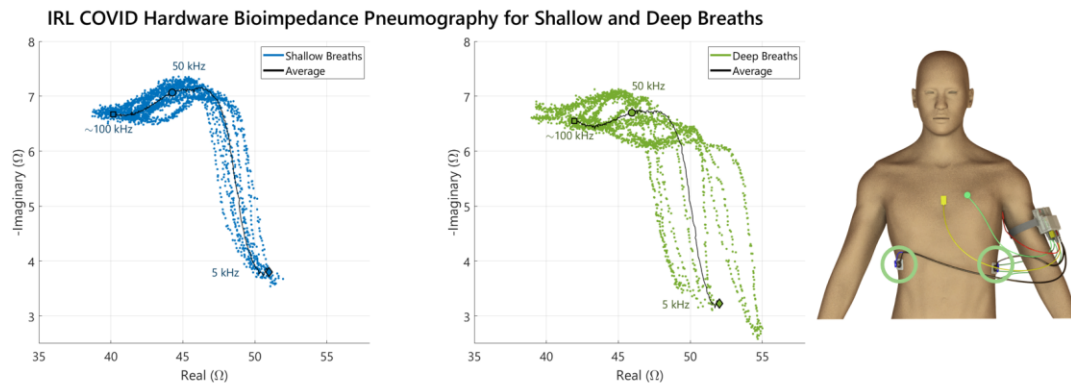 IRL COVID Hardware Bioimpedance Pneumography for Shallow and Deep Breaths
8
7
6
5
4
3
-Imaginary (Ω)
35 40 45 50 55
Real (Ω)
Shallow Breaths
Average
50 kHz
~100 kHz
5 kHz
8
7
6
5
4
3
-Imaginary (Ω)
35 40 45 50 55
Real (Ω)
Deep Breaths
Average
50 kHz
~100 kHz
5 kHz